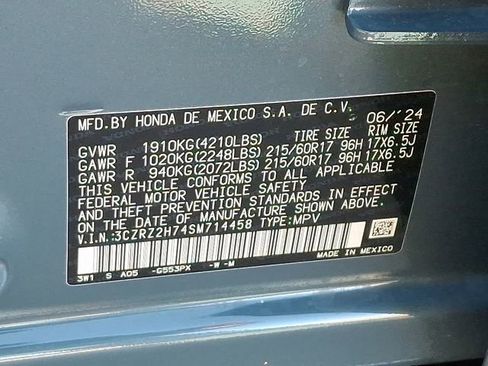 MFD.BY HONDA DE MEXICO S.A. DE C.V. 06/'24
GVWR 1910KG(4210LBS) TIRE SIZE RIM SIZE
GAWR F 1020KG(2248LBS) 215/60R17 96H 17X6.5J
GAWR R 940KG(2072LBS) 215/60R17 96H 17X6.5J
THIS VEHICLE CONFORMS TO ALL APPLICABLE
FEDERAL MOTOR VEHICLE SAFETY
AND THEFT PREVENTION STANDARDS IN EFFECT
ON THE DATE OF MANUFACTURE SHOWN ABOVE.
V.I.N. 3CZRZ2H74SM714458 TYPE: MPV
3W1 S A05 -G553PX -W -M MADE IN MEXICO